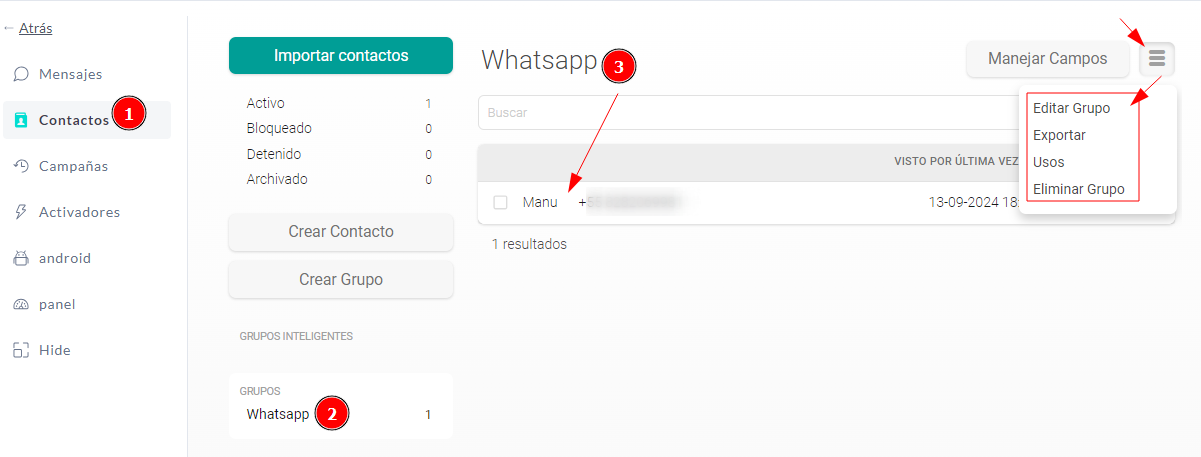 ← Atrás
Mensajes
Contactos 1
Campañas
Activadores
android
panel
Hide
Importar contactos
Activo 1
Bloqueado 0
Detenido 0
Archivado 0
Crear Contacto
Crear Grupo
GRUPOS INTELIGENTES
GRUPOS
Whatsapp 2 1
Whatsapp 3
Manejar Campos
Buscar
Editar Grupo
Exportar
Usos
Eliminar Grupo
VISTO POR ÚLTIMA VEZ
Manu + 13-09-2024 18:
1 resultados